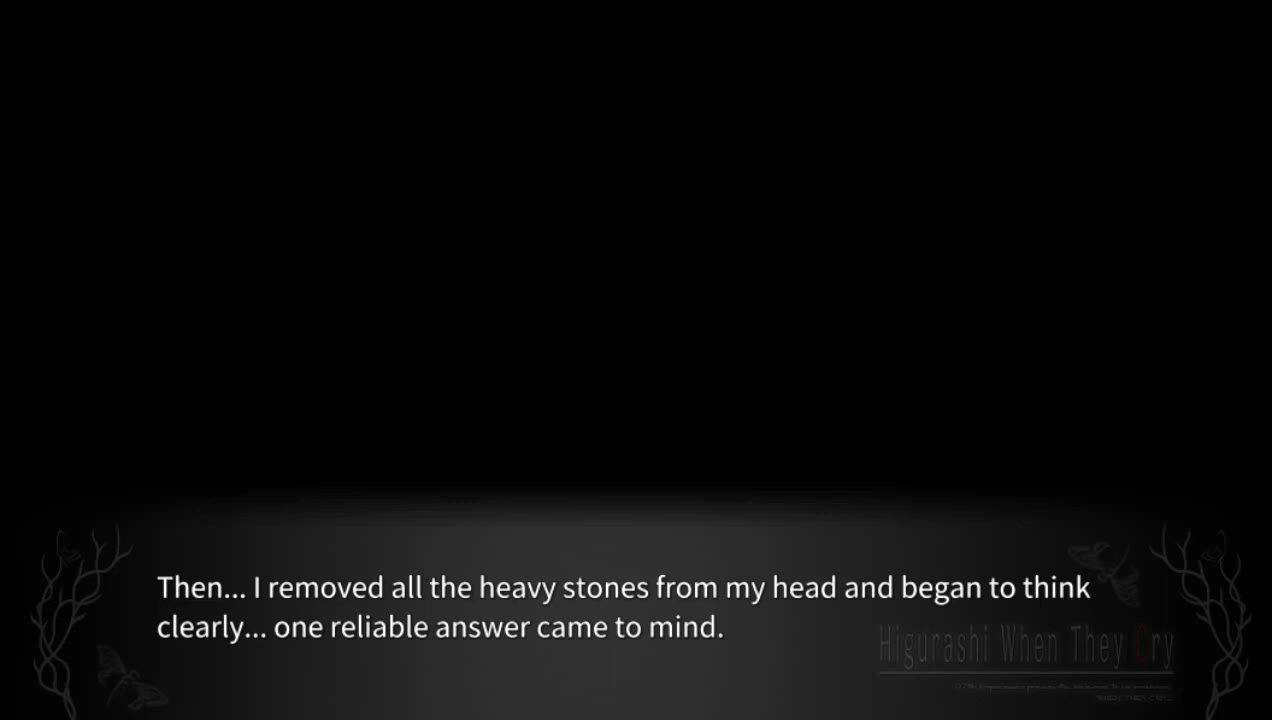 Then... I removed all the heavy stones from my head and began to think
clearly... one reliable answer came to mind.
Higurashi When They Cry